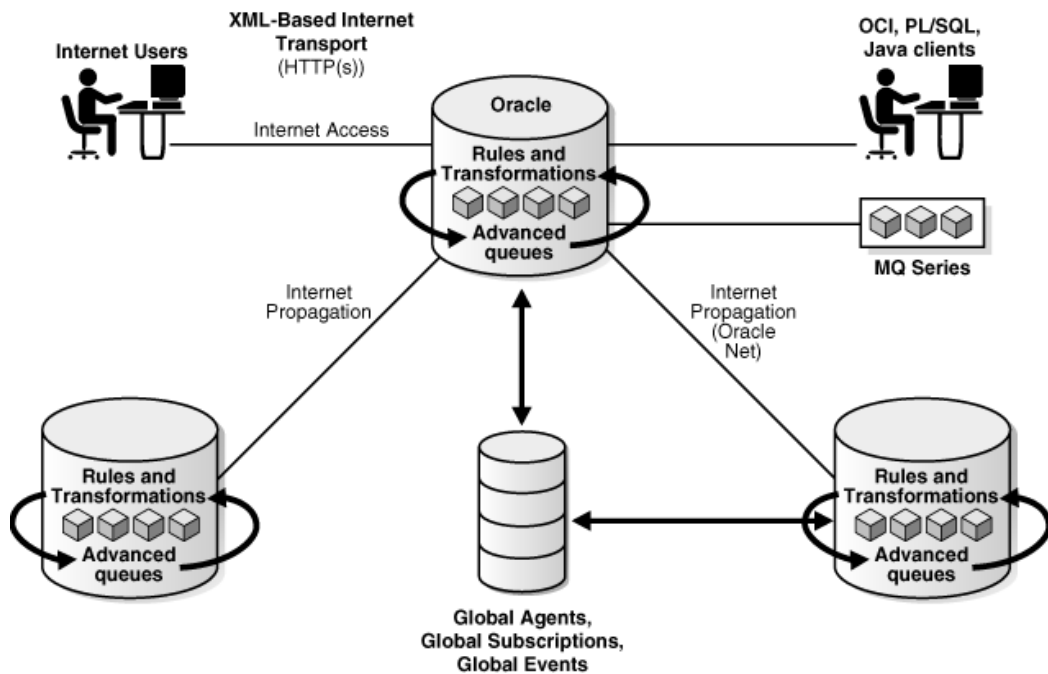 XML-Based Internet
Transport
(HTTP(s))
Internet Users
OCI, PL/SQL,
Java clients
Oracle
Internet Access
Rules and
Transformations
Advanced
queues
MQ Series
Internet
Propagation
Internet
Propagation
(Oracle
Net)
Rules and
Transformations
Advanced
queues
Rules and
Transformations
Advanced
queues
Global Agents,
Global Subscriptions,
Global Events